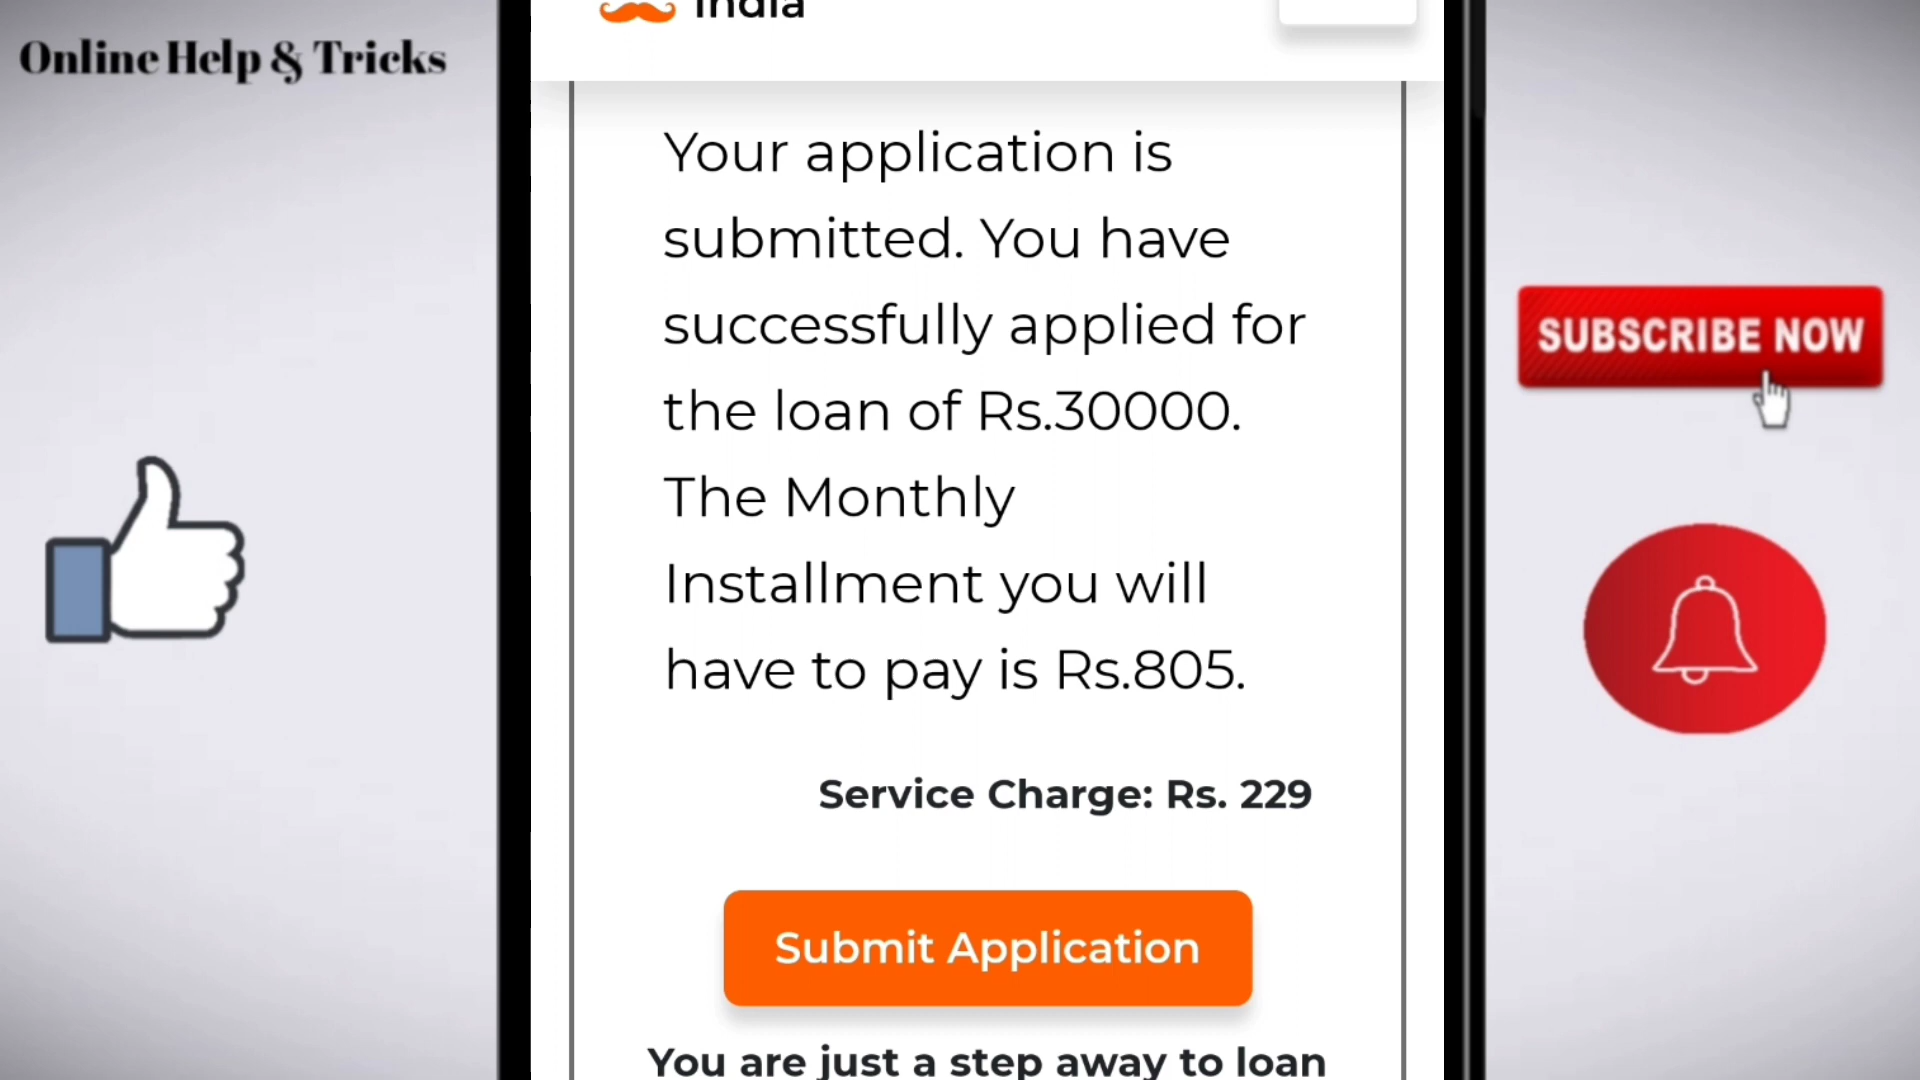 Online Help & Tricks
India
Your application is
submitted. You have
successfully applied for
the loan of Rs.30000.
The Monthly
Installment you will
have to pay is Rs.805.
Service Charge: Rs. 229
Submit Application
You are just a step away to loan
SUBSCRIBE NOW